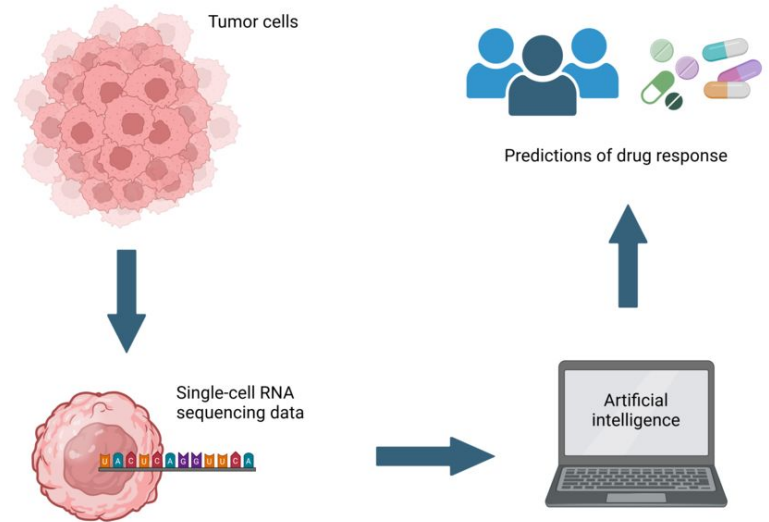 Tumor cells
Predictions of drug response
Single-cell RNA
sequencing data
U A C U C A G G U U C A
Artificial
intelligence